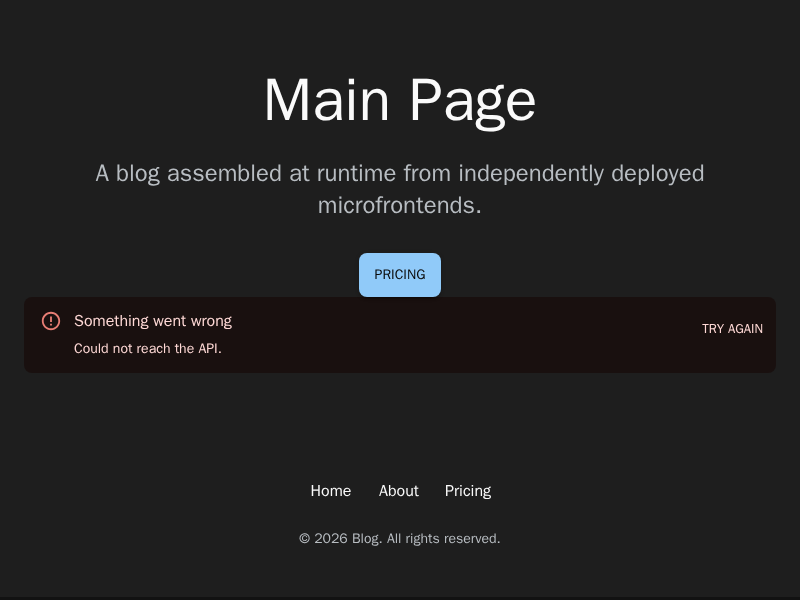 Main Page
A blog assembled at runtime from independently deployed
microfrontends.
PRICING
Something went wrong
Could not reach the API.
TRY AGAIN
Home About Pricing
© 2026 Blog. All rights reserved.